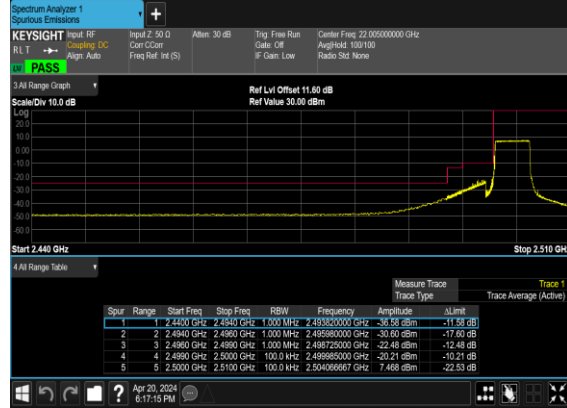 Spectrum Analyzer 1
Spurious Emissions
+
KEYSIGHT Input: RF Input Z: 50 Ω Atten: 30 dB Trig: Free Run Center Freq: 22.005000000 GHz
RLT Coupling: DC Corr CCorr Gate: Off Avg|Hold: 100/100
Align: Auto Freq Ref: Int (S) IF Gain: Low Radio Std: None
LW PASS
3 All Range Graph
Ref Lvl Offset 11.60 dB
Scale/Div 10.0 dB Ref Value 30.00 dBm
Log
20.0
10.0
0.00
-10.0
-20.0
-30.0
-40.0
-50.0
-60.0
Start 2.440 GHz Stop 2.510 GHz
4 All Range Table
Measure Trace Trace 1
Trace Type Trace Average (Active)
Spur Range Start Freq Stop Freq RBW Frequency Amplitude ΔLimit
1 1 2.4400 GHz 2.4940 GHz 1.000 MHz 2.493820000 GHz -36.58 dBm -11.58 dB
2 2 2.4940 GHz 2.4960 GHz 1.000 MHz 2.495980000 GHz -30.60 dBm -17.60 dB
3 3 2.4960 GHz 2.4990 GHz 1.000 MHz 2.498725000 GHz -22.48 dBm -12.48 dB
4 4 2.4990 GHz 2.5000 GHz 100.0 kHz 2.499985000 GHz -20.21 dBm -10.21 dB
5 5 2.5000 GHz 2.5100 GHz 100.0 kHz 2.504066667 GHz 7.468 dBm -22.53 dB
? Apr 20, 2024
6:17:15 PM